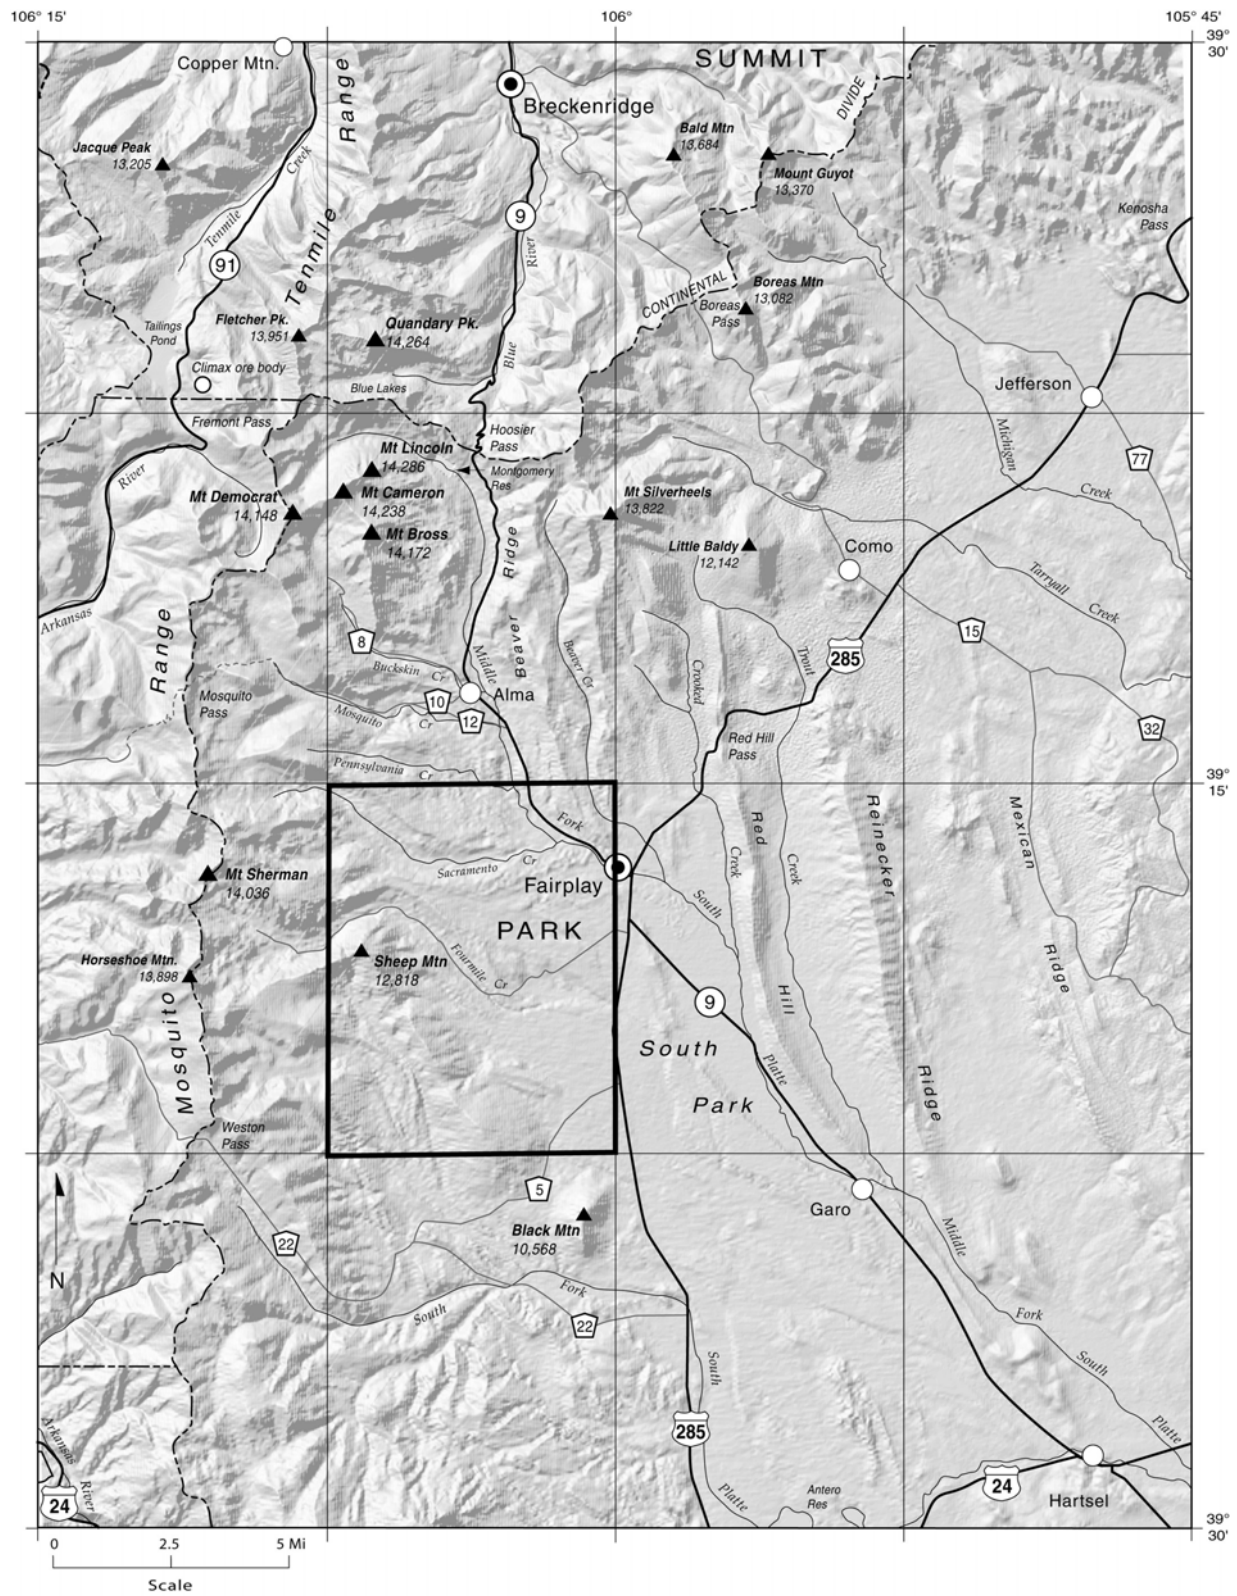 106° 15'
106°
105° 45'
39°
30'
Copper Mtn.
Range
SUMMIT
DIVIDE
Breckenridge
Jacque Peak
13,205
Creek
Bald Mtn
13,684
Mount Guyot
13,370
Tenmile
9
Kenosha
Pass
91
Tenmile
River
CONTINENTAL
Boreas Mtn
13,082
Boreas
Pass
Tailings
Pond
Fletcher Pk.
13,951
Quandary Pk.
14,264
Blue
Climax ore body
Blue Lakes
Jefferson
Fremont Pass
Hoosier
Pass
Michigan
77
River
Mt Lincoln
14,286
Montgomery
Res
Creek
Mt Democrat
14,148
Mt Cameron
14,238
Mt Silverheels
13,822
Mt Bross
14,172
Ridge
Little Baldy
12,142
Como
Tarryall
Creek
Arkansas
Range
8
Beaver
15
285
Buckskin Cr
Middle
Beaver Cr
Crooked
Trout
Mosquito
Pass
10
Alma
Mosquito Cr
12
32
Red Hill
Pass
Pennsylvania Cr
39°
15'
Fork
Red
Reinecker
Mexican
Mt Sherman
14,036
Sacramento Cr
Creek
Creek
Fairplay
South
PARK
Horseshoe Mtn.
13,898
Sheep Mtn
12,818
Fourmile
Cr
Ridge
Hill
9
Mosquito
South
Platte
Park
Ridge
Weston
Pass
5
Garo
Black Mtn
10,568
22
Middle
N
Fork
South
22
Fork
South
South
Platte
285
Arkansas
River
24
Platte
Antero
Res
24
Hartsel
39°
30'
0 2.5 5 Mi
Scale